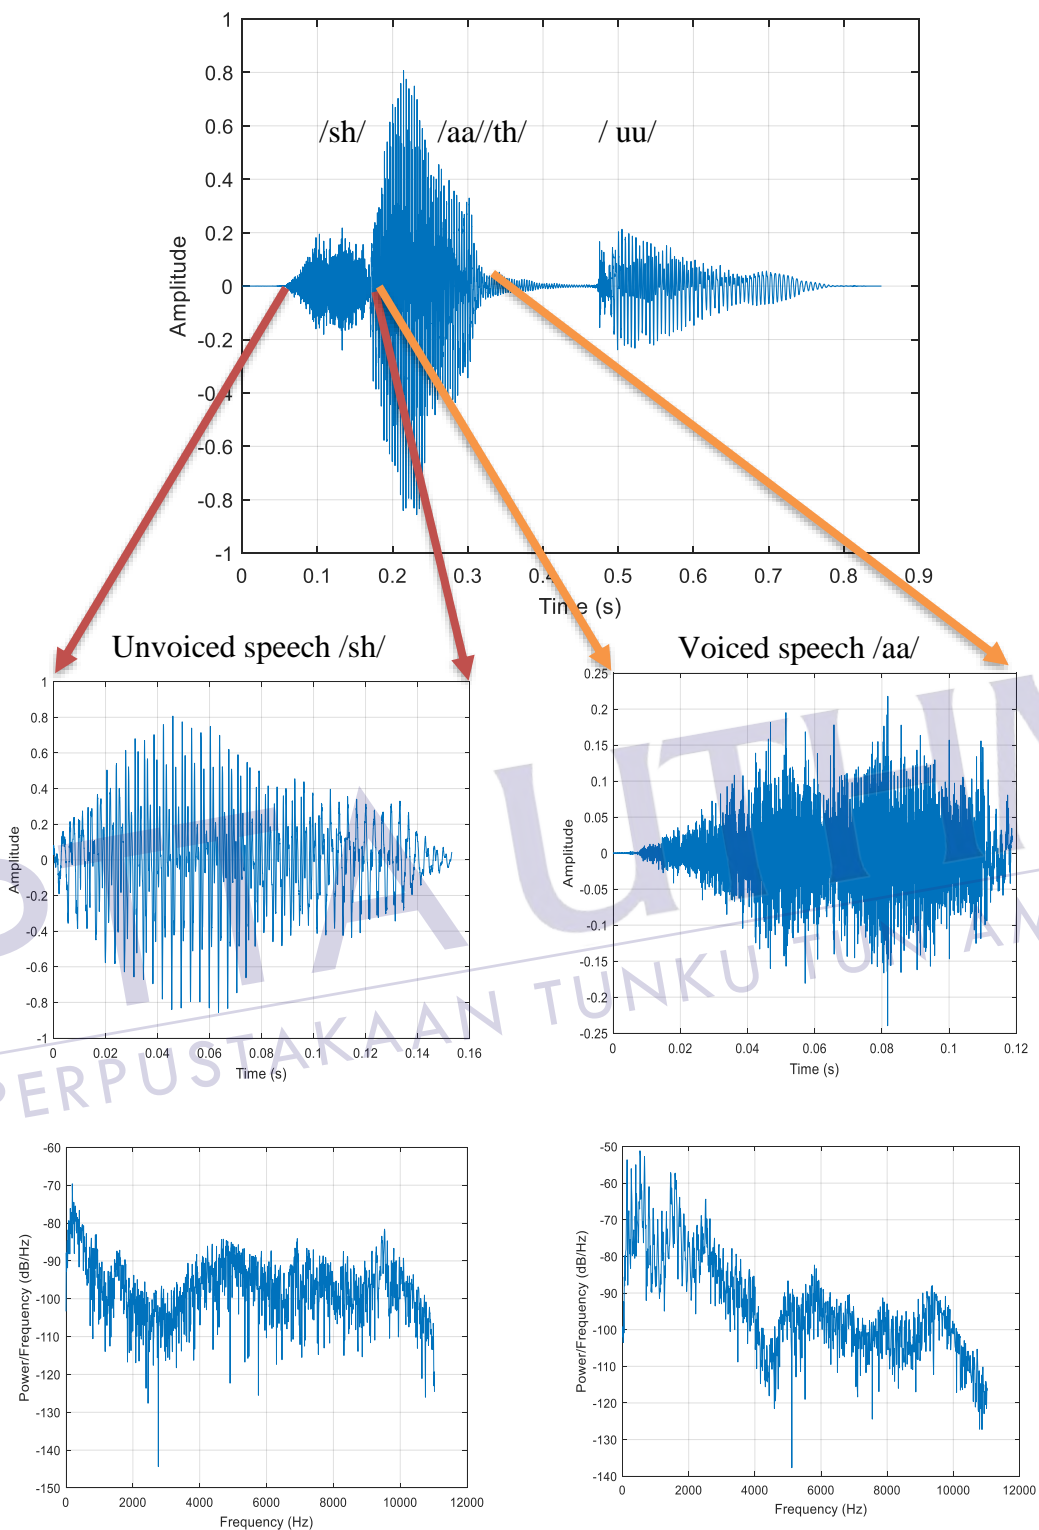 1
0.8
0.6
0.4
0.2
0
-0.2
-0.4
-0.6
-0.8
-1
Amplitude
/sh/ /aa//th/ / uu/
0 0.1 0.2 0.3 0.4 0.5 0.6 0.7 0.8 0.9
Time (s)
Unvoiced speech /sh/
1
0.8
0.6
0.4
0.2
0
-0.2
-0.4
-0.6
-0.8
-1
Amplitude
0 0.02 0.04 0.06 0.08 0.1 0.12 0.14 0.16
Time (s)
Voiced speech /aa/
0.25
0.2
0.15
0.1
0.05
0
-0.05
-0.1
-0.15
-0.2
-0.25
Amplitude
0 0.02 0.04 0.06 0.08 0.1 0.12
Time (s)
PERPUSTAKAAN TUNKU TUN AM
-60
-70
-80
-90
-100
-110
-120
-130
-140
-150
Power/Frequency (dB/Hz)
0 2000 4000 6000 8000 10000 12000
Frequency (Hz)
-50
-60
-70
-80
-90
-100
-110
-120
-130
-140
Power/Frequency (dB/Hz)
0 2000 4000 6000 8000 10000 12000
Frequency (Hz)